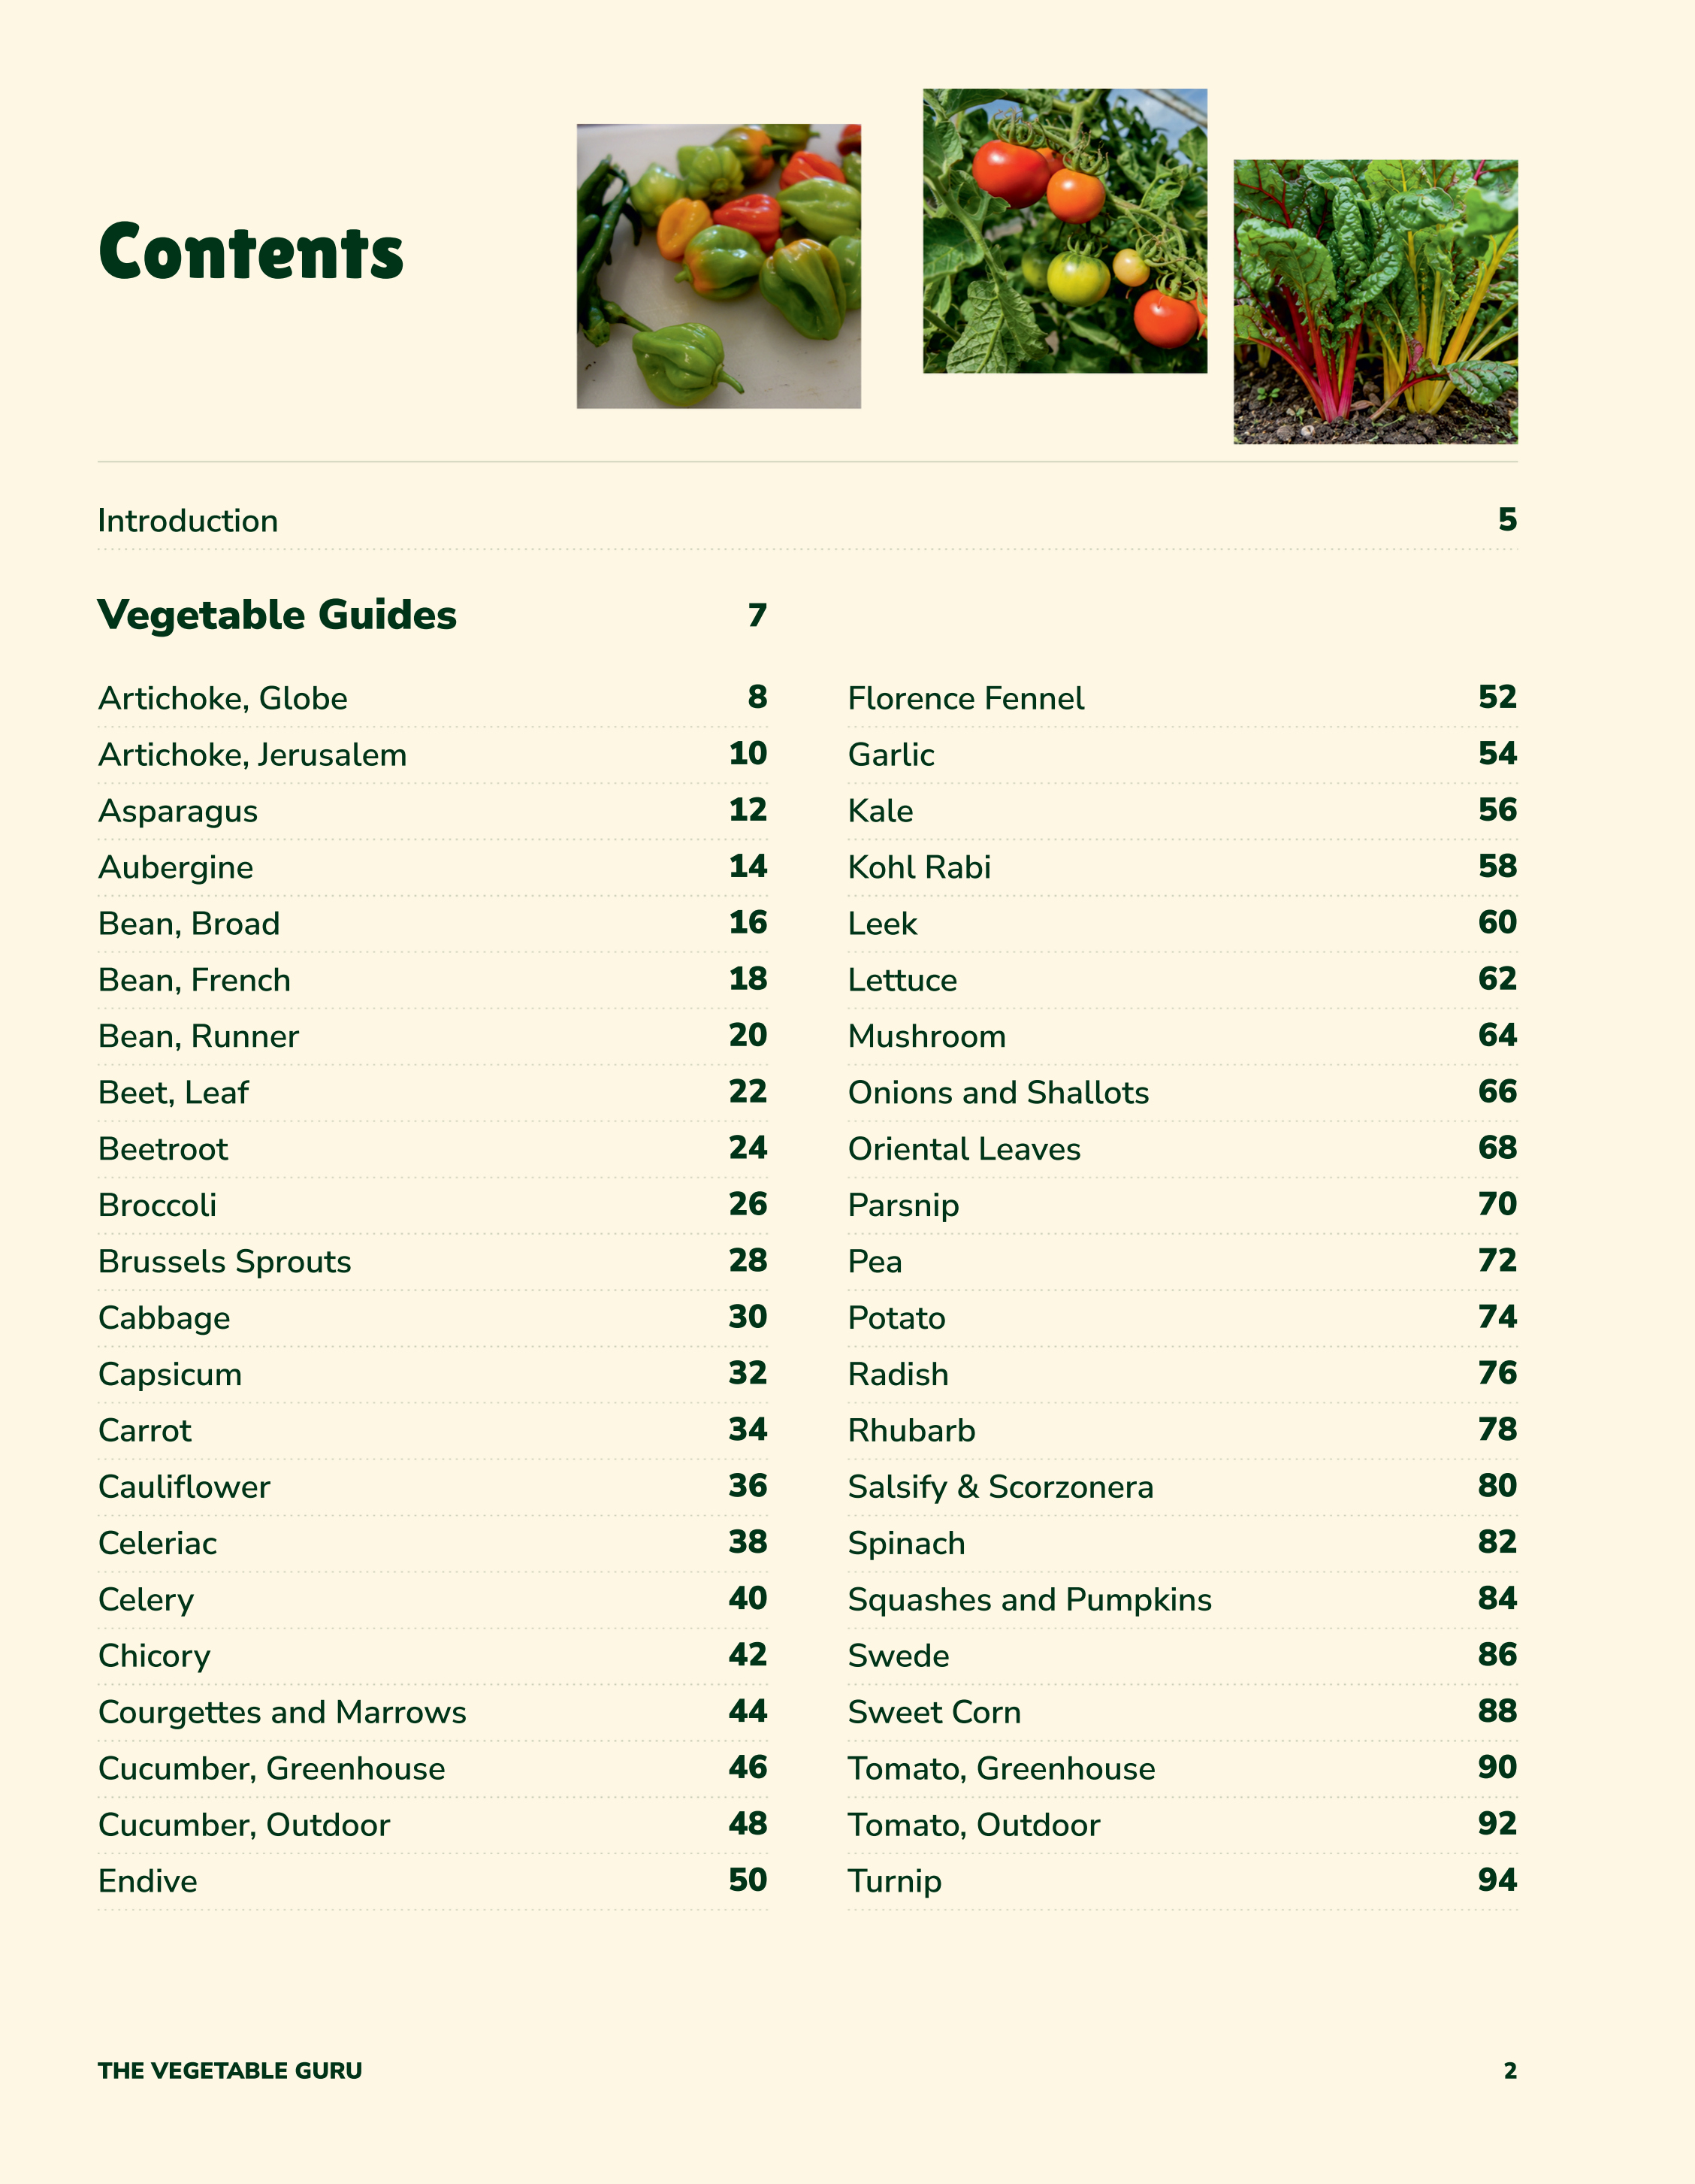 Contents
Introduction 5
Vegetable Guides 7
Artichoke, Globe 8
Artichoke, Jerusalem 10
Asparagus 12
Aubergine 14
Bean, Broad 16
Bean, French 18
Bean, Runner 20
Beet, Leaf 22
Beetroot 24
Broccoli 26
Brussels Sprouts 28
Cabbage 30
Capsicum 32
Carrot 34
Cauliflower 36
Celeriac 38
Celery 40
Chicory 42
Courgettes and Marrows 44
Cucumber, Greenhouse 46
Cucumber, Outdoor 48
Endive 50
Florence Fennel 52
Garlic 54
Kale 56
Kohl Rabi 58
Leek 60
Lettuce 62
Mushroom 64
Onions and Shallots 66
Oriental Leaves 68
Parsnip 70
Pea 72
Potato 74
Radish 76
Rhubarb 78
Salsify & Scorzonera 80
Spinach 82
Squashes and Pumpkins 84
Swede 86
Sweet Corn 88
Tomato, Greenhouse 90
Tomato, Outdoor 92
Turnip 94
THE VEGETABLE GURU 2